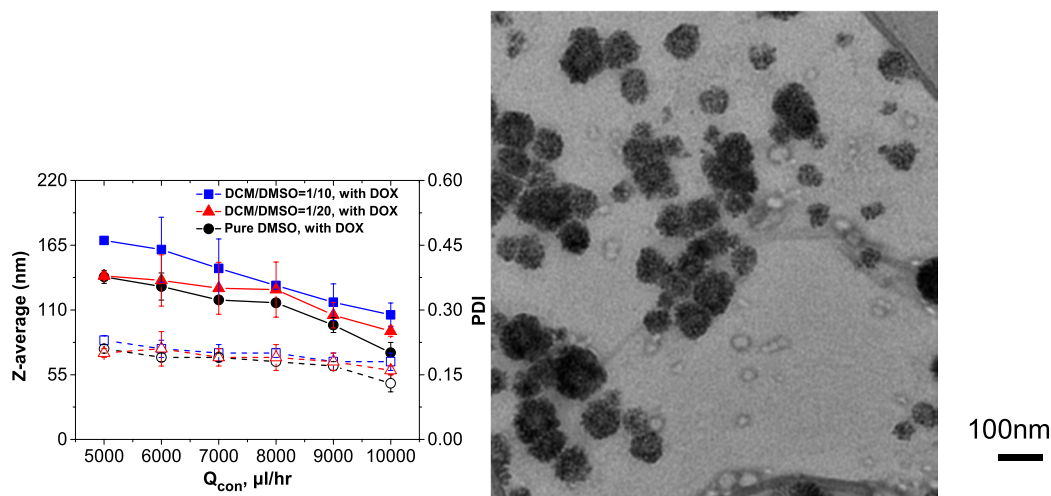 220
165
110
55
0
Z-average (nm)
DCM/DMSO=1/10, with DOX
DCM/DMSO=1/20, with DOX
Pure DMSO, with DOX
0.60
0.45
0.30
0.15
0.00
PDI
5000 6000 7000 8000 9000 10000
Qcon, µl/hr
100nm